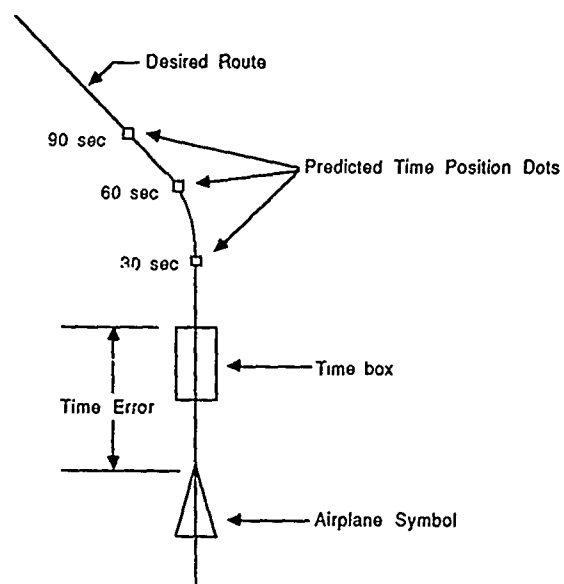 Desired Route
90 sec
Predicted Time Position Dots
60 sec
30 sec
Time box
Time Error
Airplane Symbol